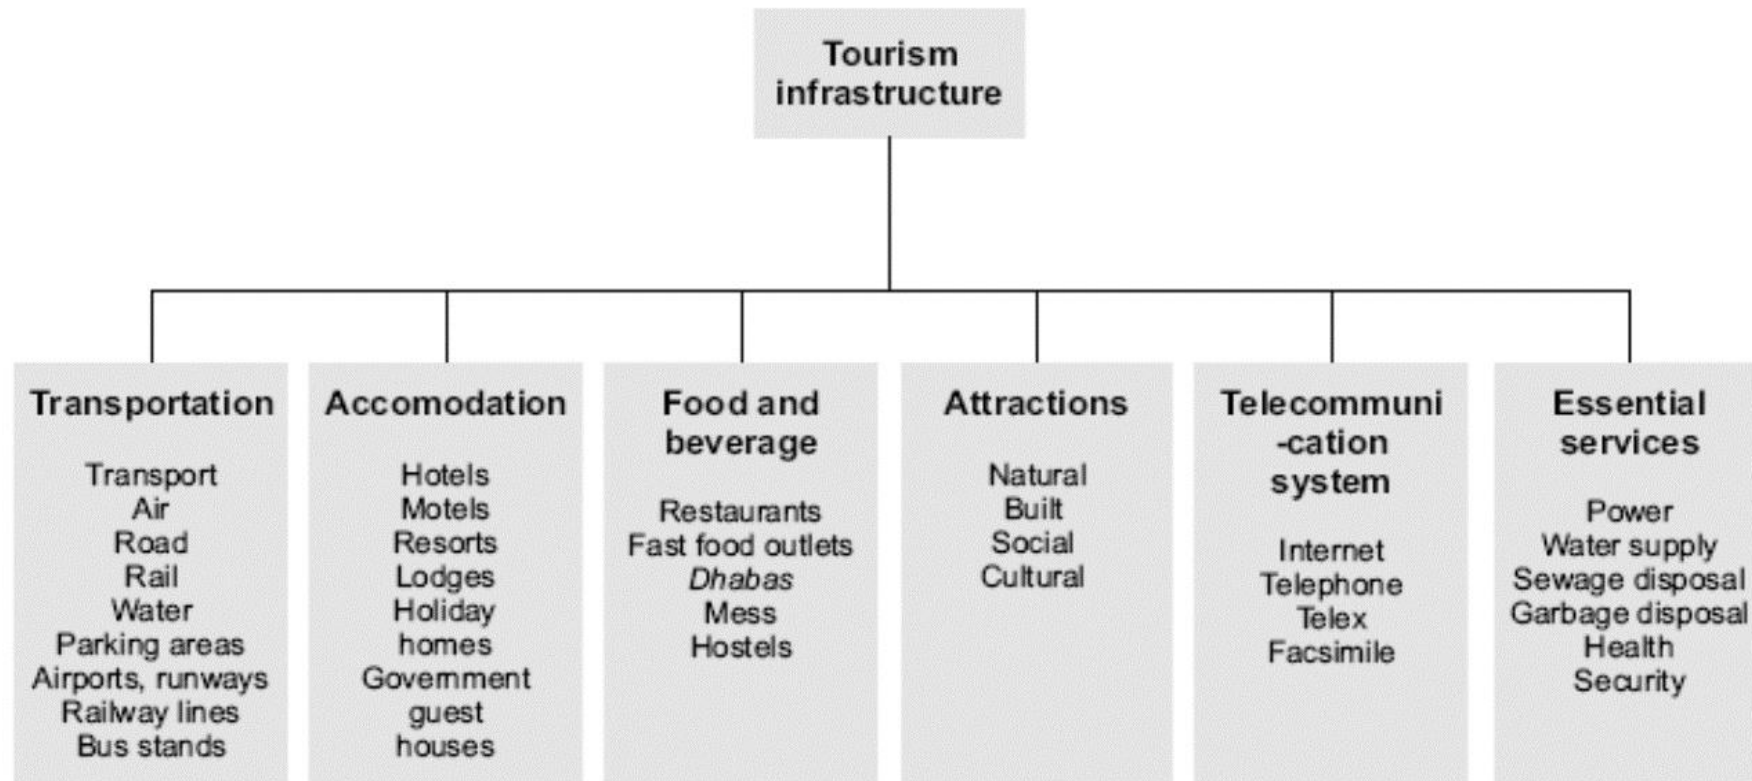 Tourism
infrastructure
Transportation
Transport
Air
Road
Rail
Water
Parking areas
Airports, runways
Railway lines
Bus stands
Accomodation
Hotels
Motels
Resorts
Lodges
Holiday
homes
Government
guest
houses
Food and
beverage
Restaurants
Fast food outlets
Dhabas
Mess
Hostels
Attractions
Natural
Built
Social
Cultural
Telecommuni
-cation
system
Internet
Telephone
Telex
Facsimile
Essential
services
Power
Water supply
Sewage disposal
Garbage disposal
Health
Security